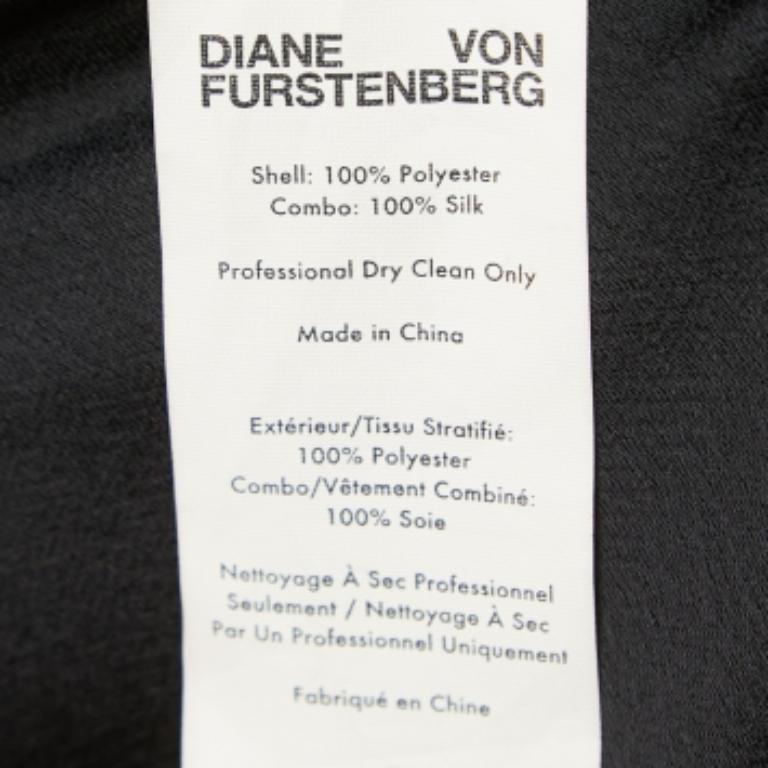 DIANE VON
FURSTENBERG
Shell: 100% Polyester
Combo: 100% Silk
Professional Dry Clean Only
Made in China
Extérieur/Tissu Stratifié:
100% Polyester
Combo/Vêtement Combiné:
100% Soie
Nettoyage À Sec Professionnel
Seulement / Nettoyage À Sec
Par Un Professionnel Uniquement
Fabriqué en Chine